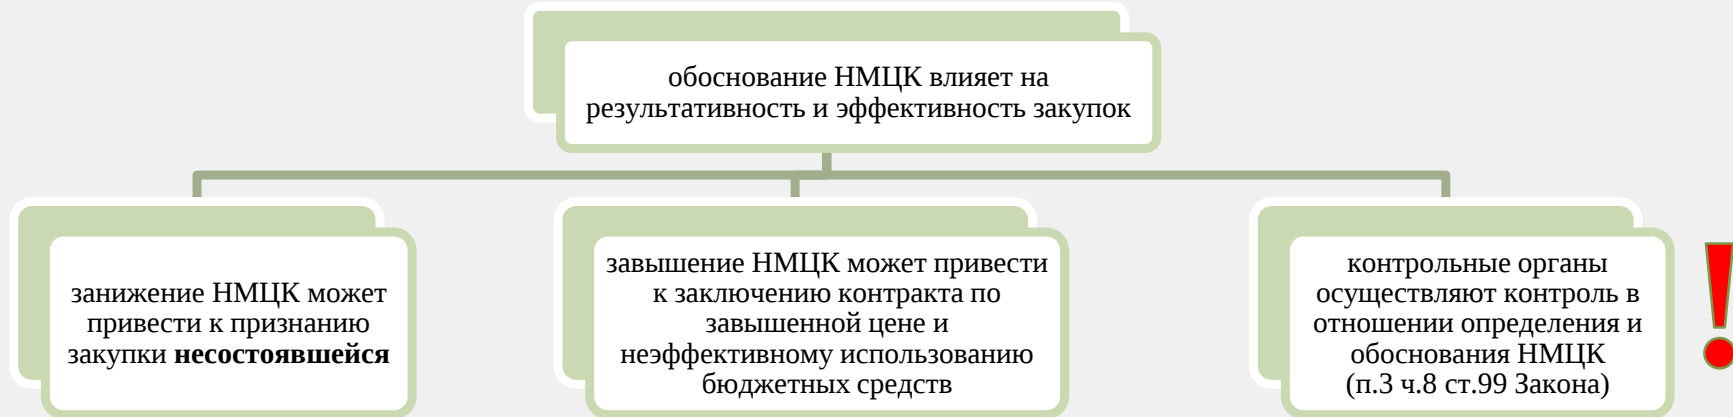 обоснование НМЦК влияет на
результативность и эффективность закупок
занижение НМЦК может
привести к признанию
закупки несостоявшейся
завышение НМЦК может привести
к заключению контракта по
завышенной цене и
неэффективному использованию
бюджетных средств
контрольные органы
осуществляют контроль в
отношении определения и
обоснования НМЦК
(п.3 ч.8 ст.99 Закона)
!